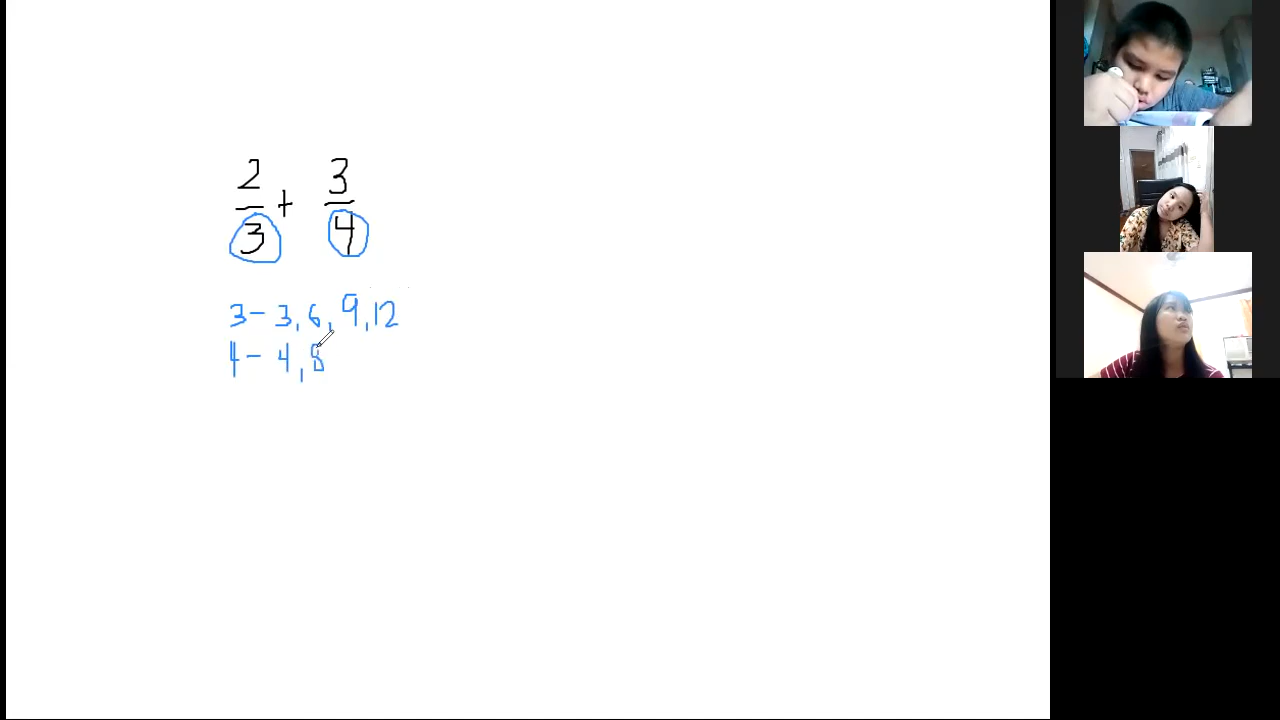 2/3 + 3/4
3 - 3, 6, 9, 12
4 - 4, 8